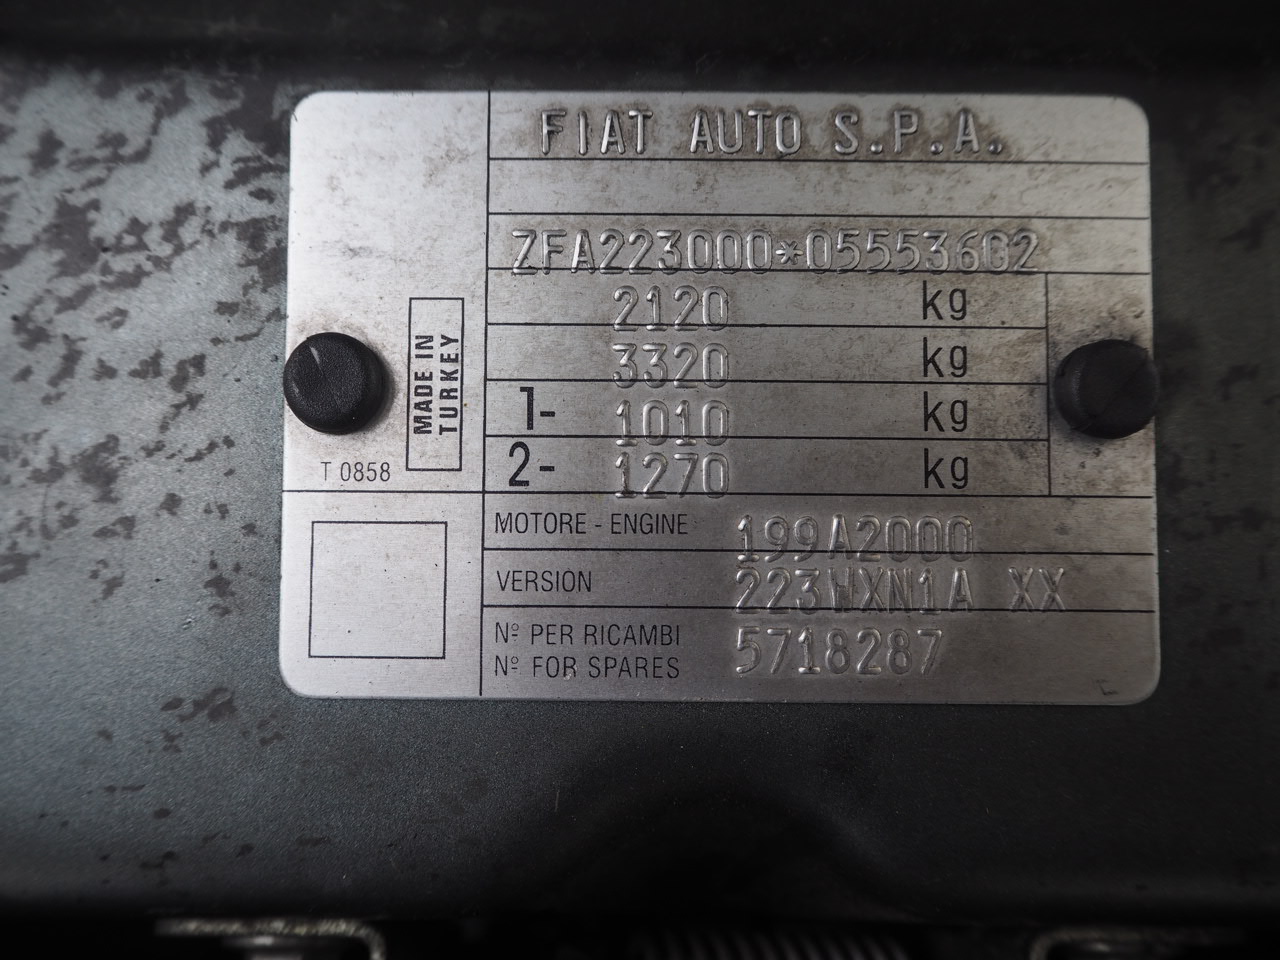 FIAT AUTO S.P.A.
ZFA223000*05553602
2120 kg
3320 kg
1- 1010 kg
2- 1270 kg
MADE IN
TURKEY
T 0858
MOTORE - ENGINE 199A2000
VERSION 223WXN1A XX
Nº PER RICAMBI
Nº FOR SPARES
5718287